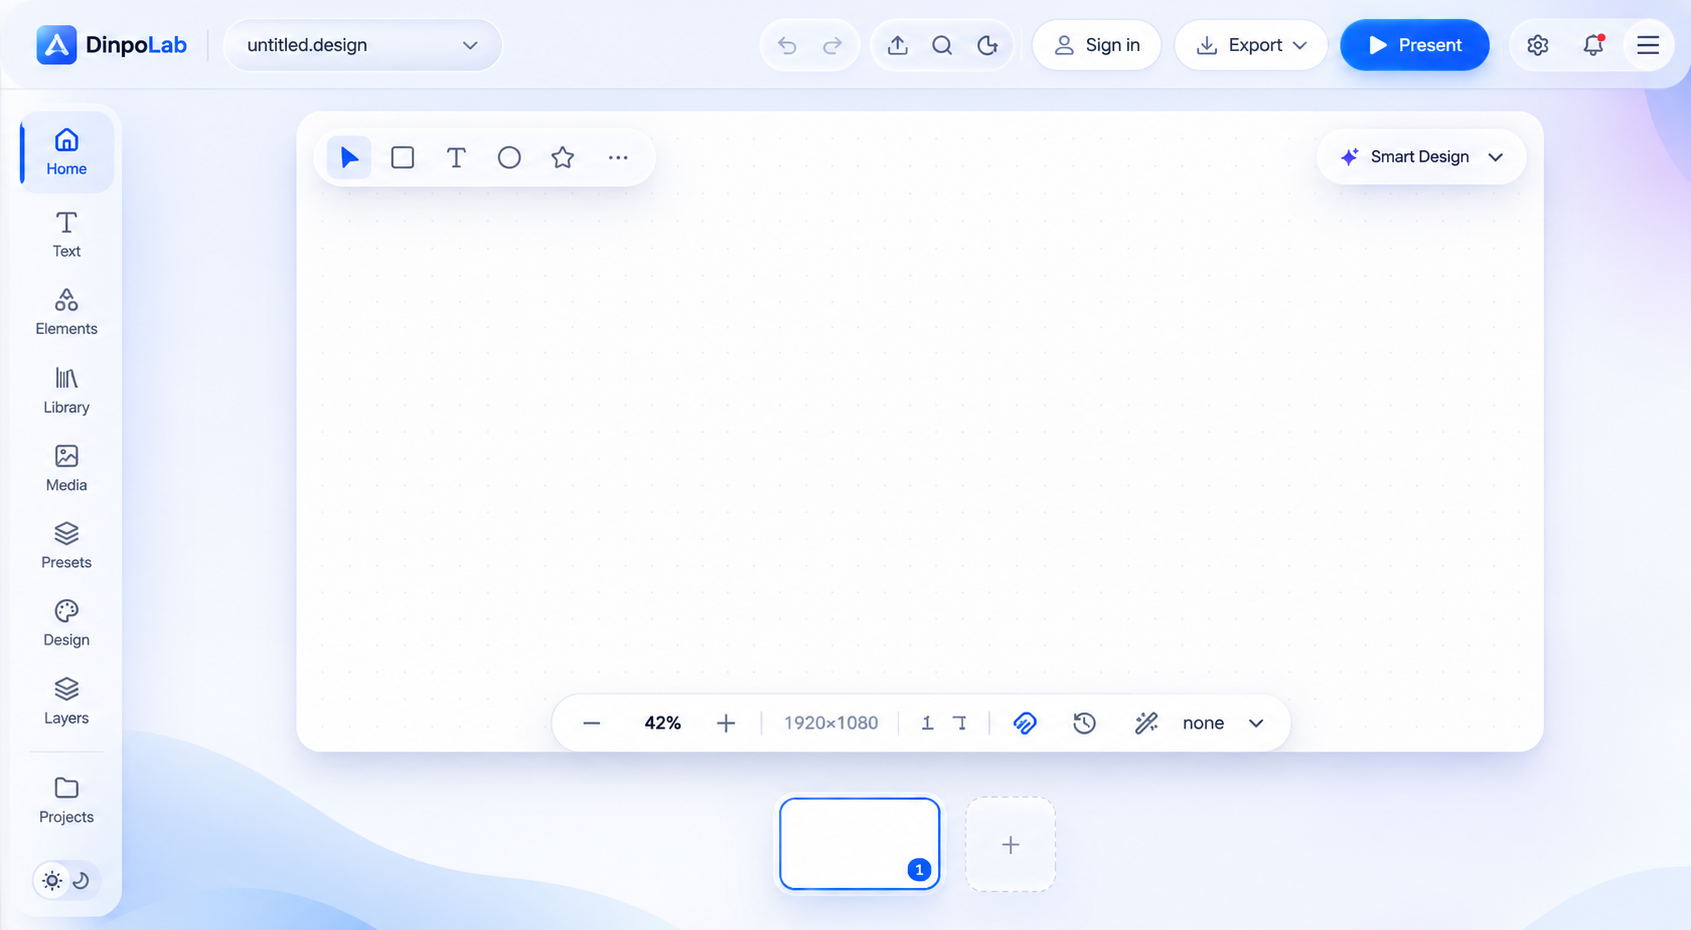 DinpoLab
untitled.design
Sign in
Export
Present
Home
Text
Elements
Library
Media
Presets
Design
Layers
Projects
Smart Design
42%
1920×1080
none
1